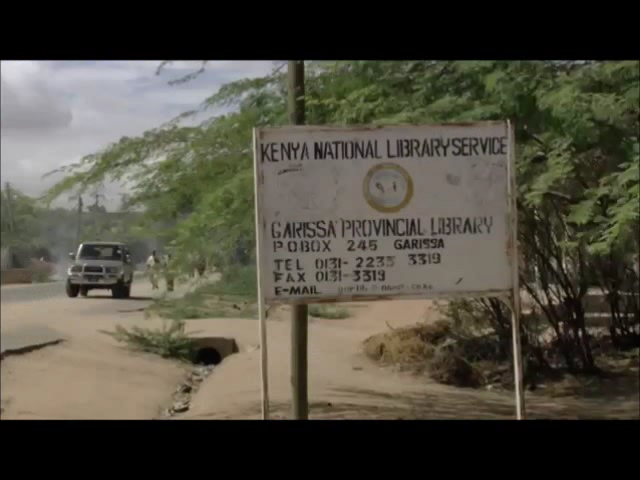 KENYA NATIONAL LIBRARY SERVICE
GARISSA PROVINCIAL LIBRARY
P.O BOX 245 GARISSA
TEL 0131-2235 3319
FAX 0131-3319
E-MAIL